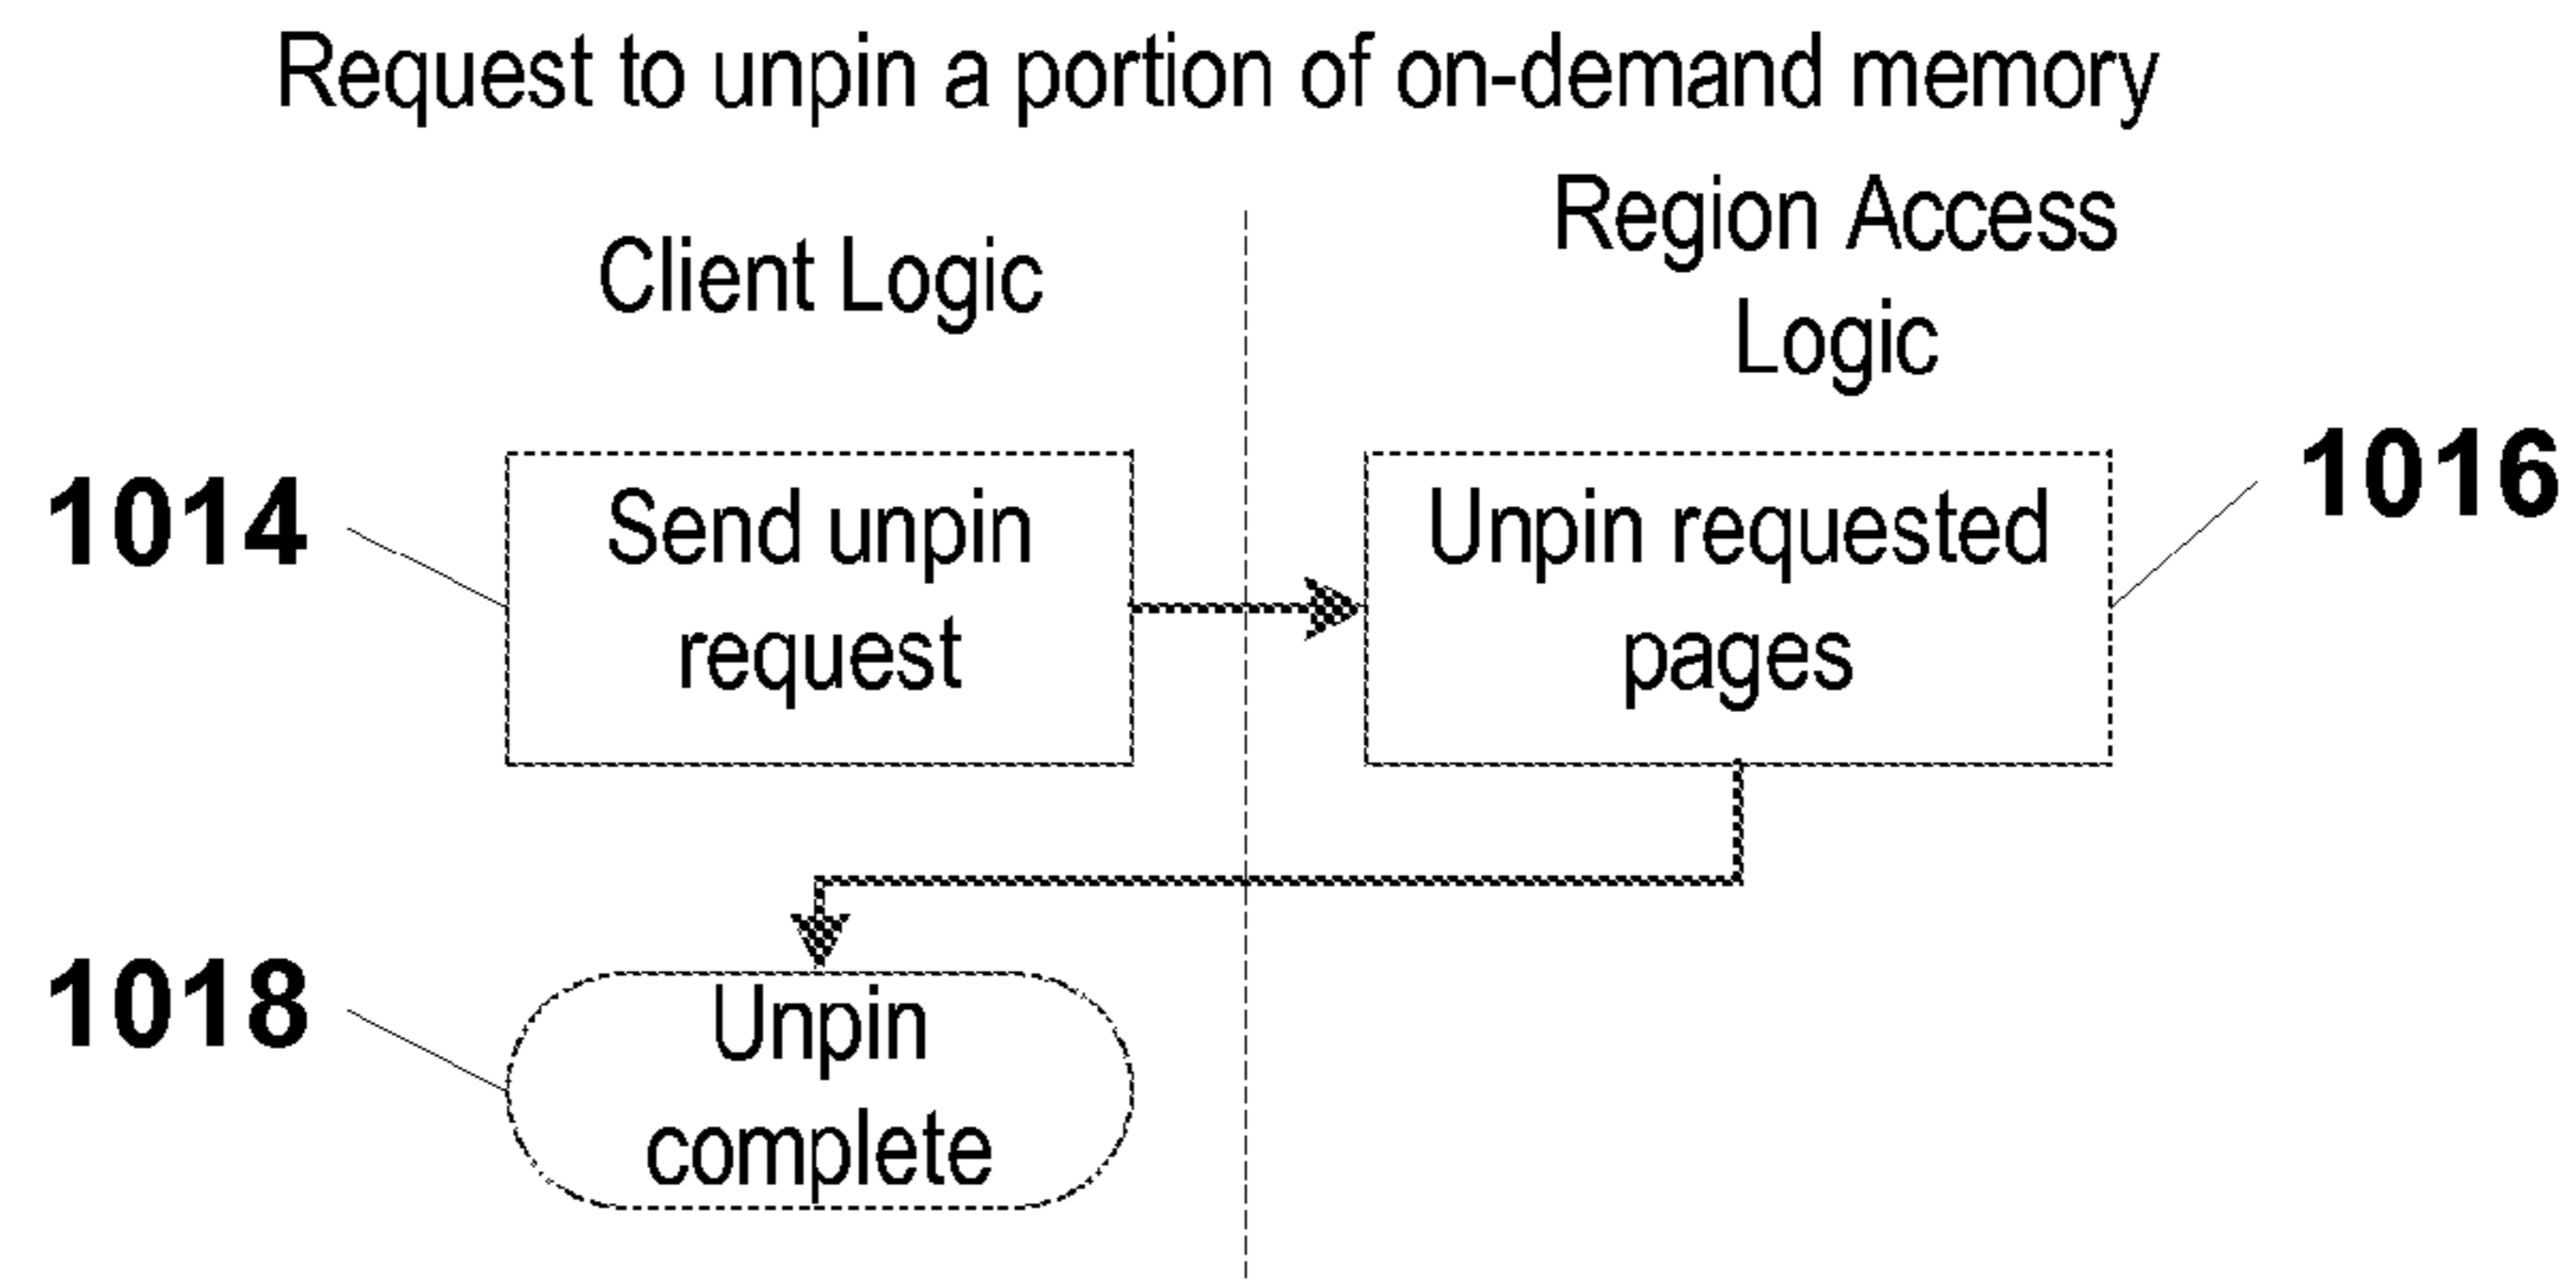 Request to unpin a portion of on-demand memory
Client Logic
Region Access
Logic
1014
Send unpin
request
Unpin requested
pages
1016
1018
Unpin
complete